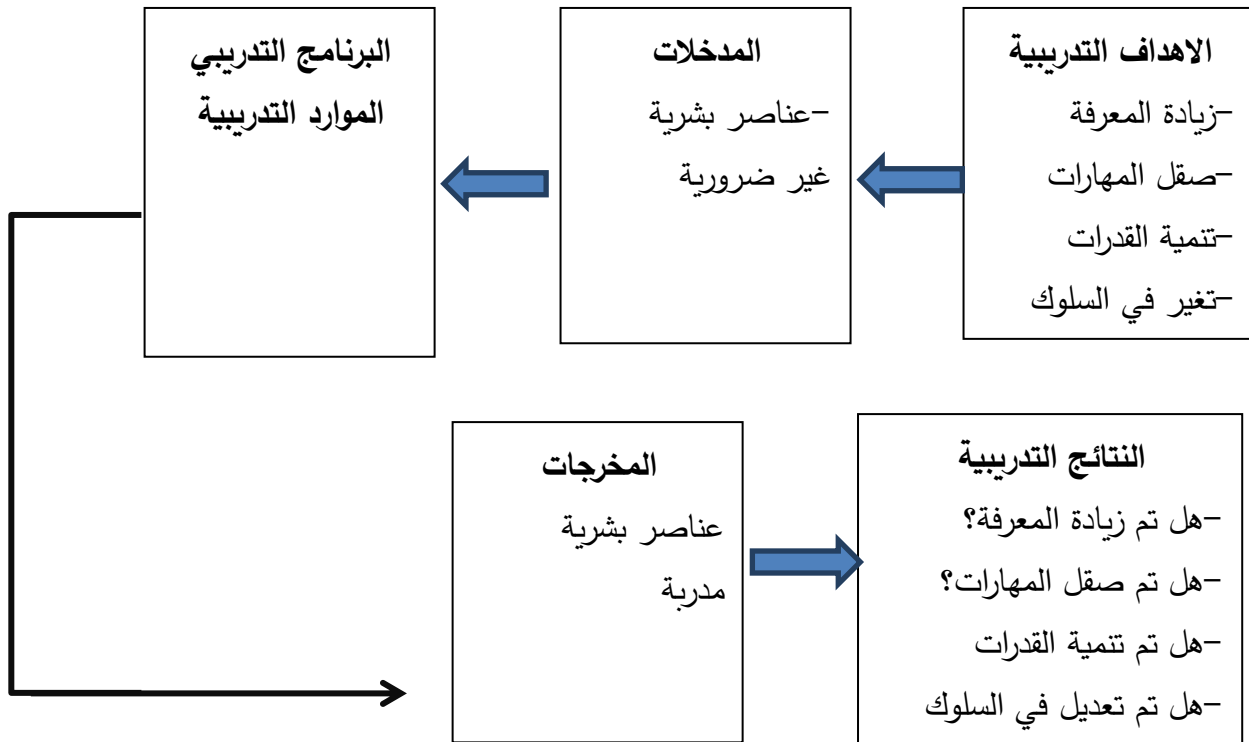 الاهداف التدريبية
-زيادة المعرفة
-صقل المهارات
-تنمية القدرات
-تغير في السلوك
المدخلات
-عناصر بشرية
غير ضرورية
البرنامج التدريبي
الموارد التدريبية
المخرجات
عناصر بشرية
مدربة
النتائج التدريبية
-هل تم زيادة المعرفة؟
-هل تم صقل المهارات؟
-هل تم تنمية القدرات
-هل تم تعديل في السلوك